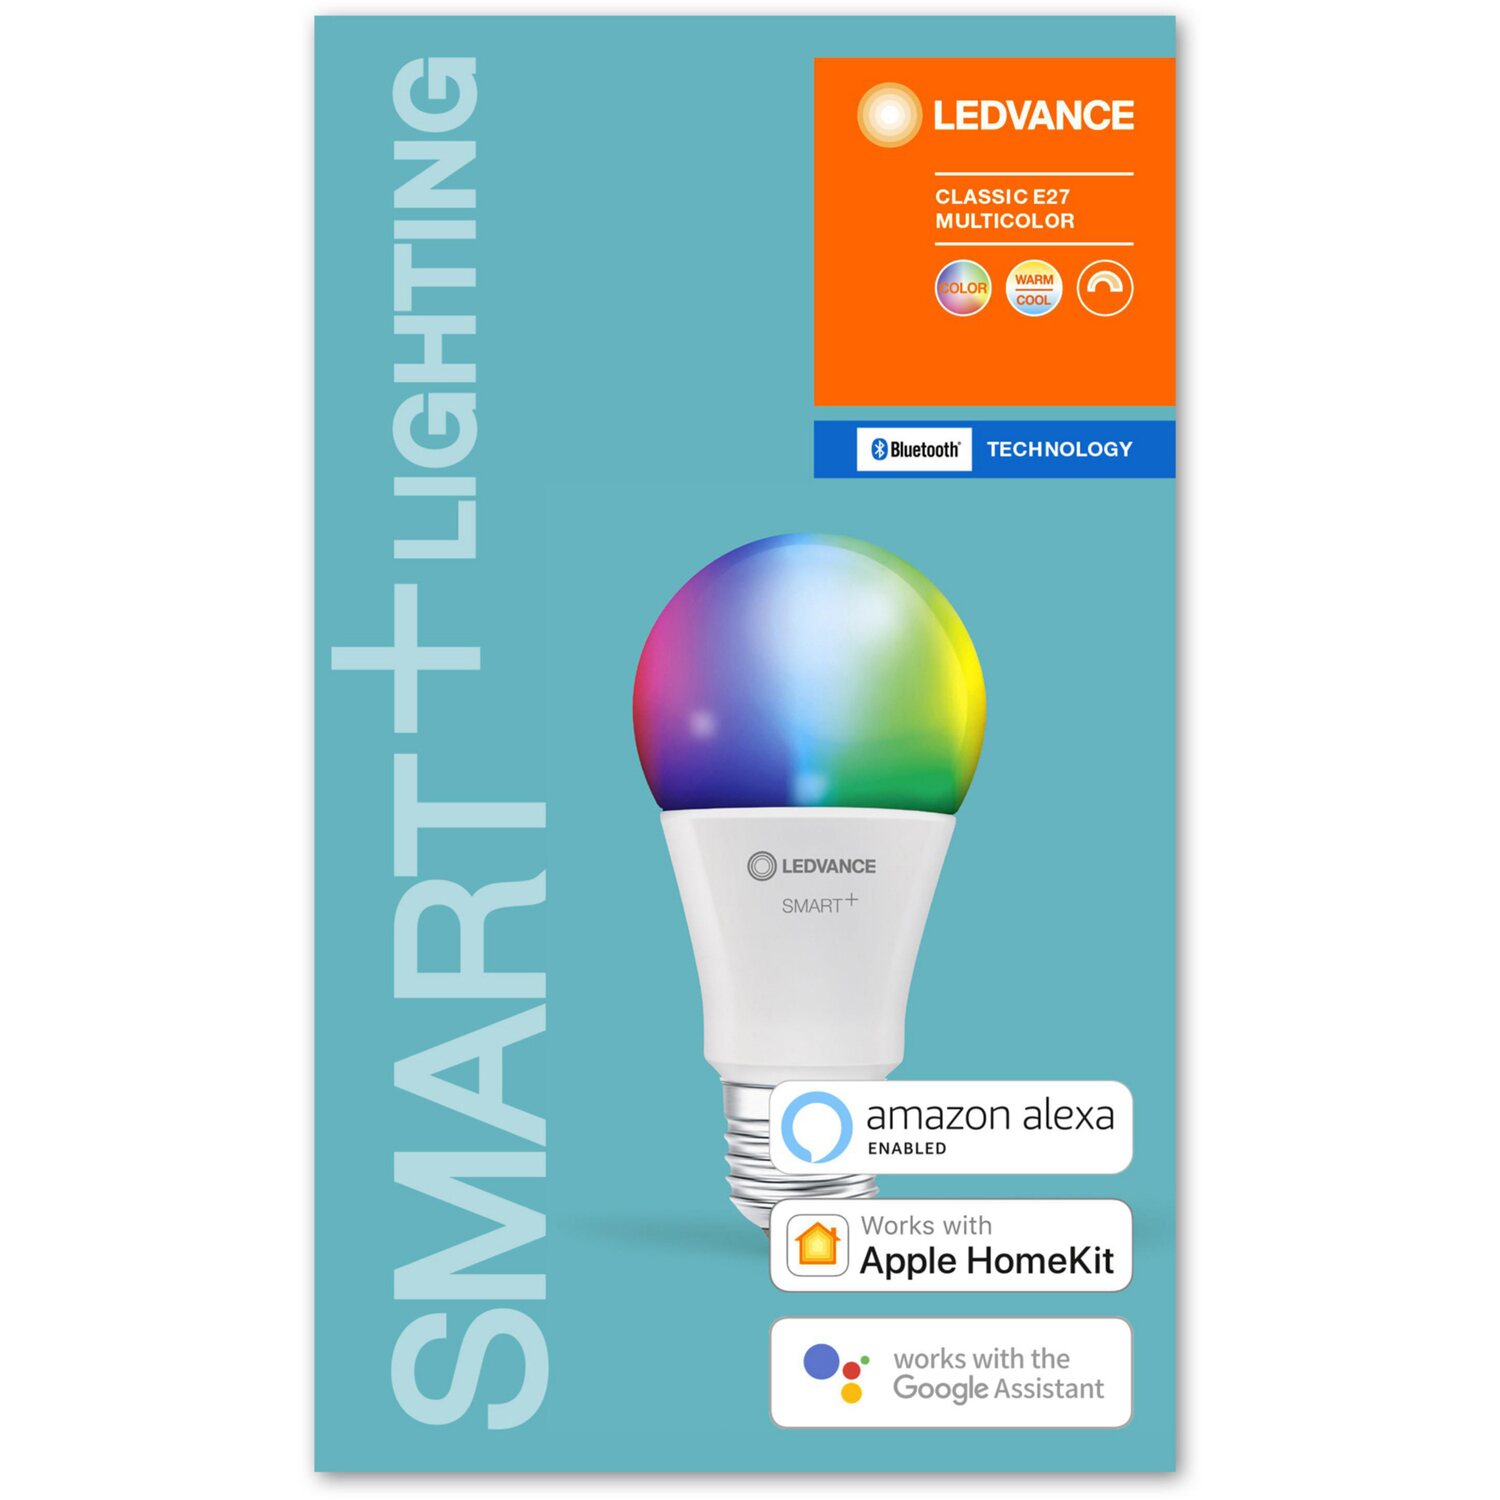 SMART+ LIGHTING
LEDVANCE
CLASSIC E27
MULTICOLOR
COLOR
WARM
COOL
Bluetooth®
TECHNOLOGY
LEDVANCE
SMART+
amazon alexa
ENABLED
Works with
Apple HomeKit
works with the
Google Assistant